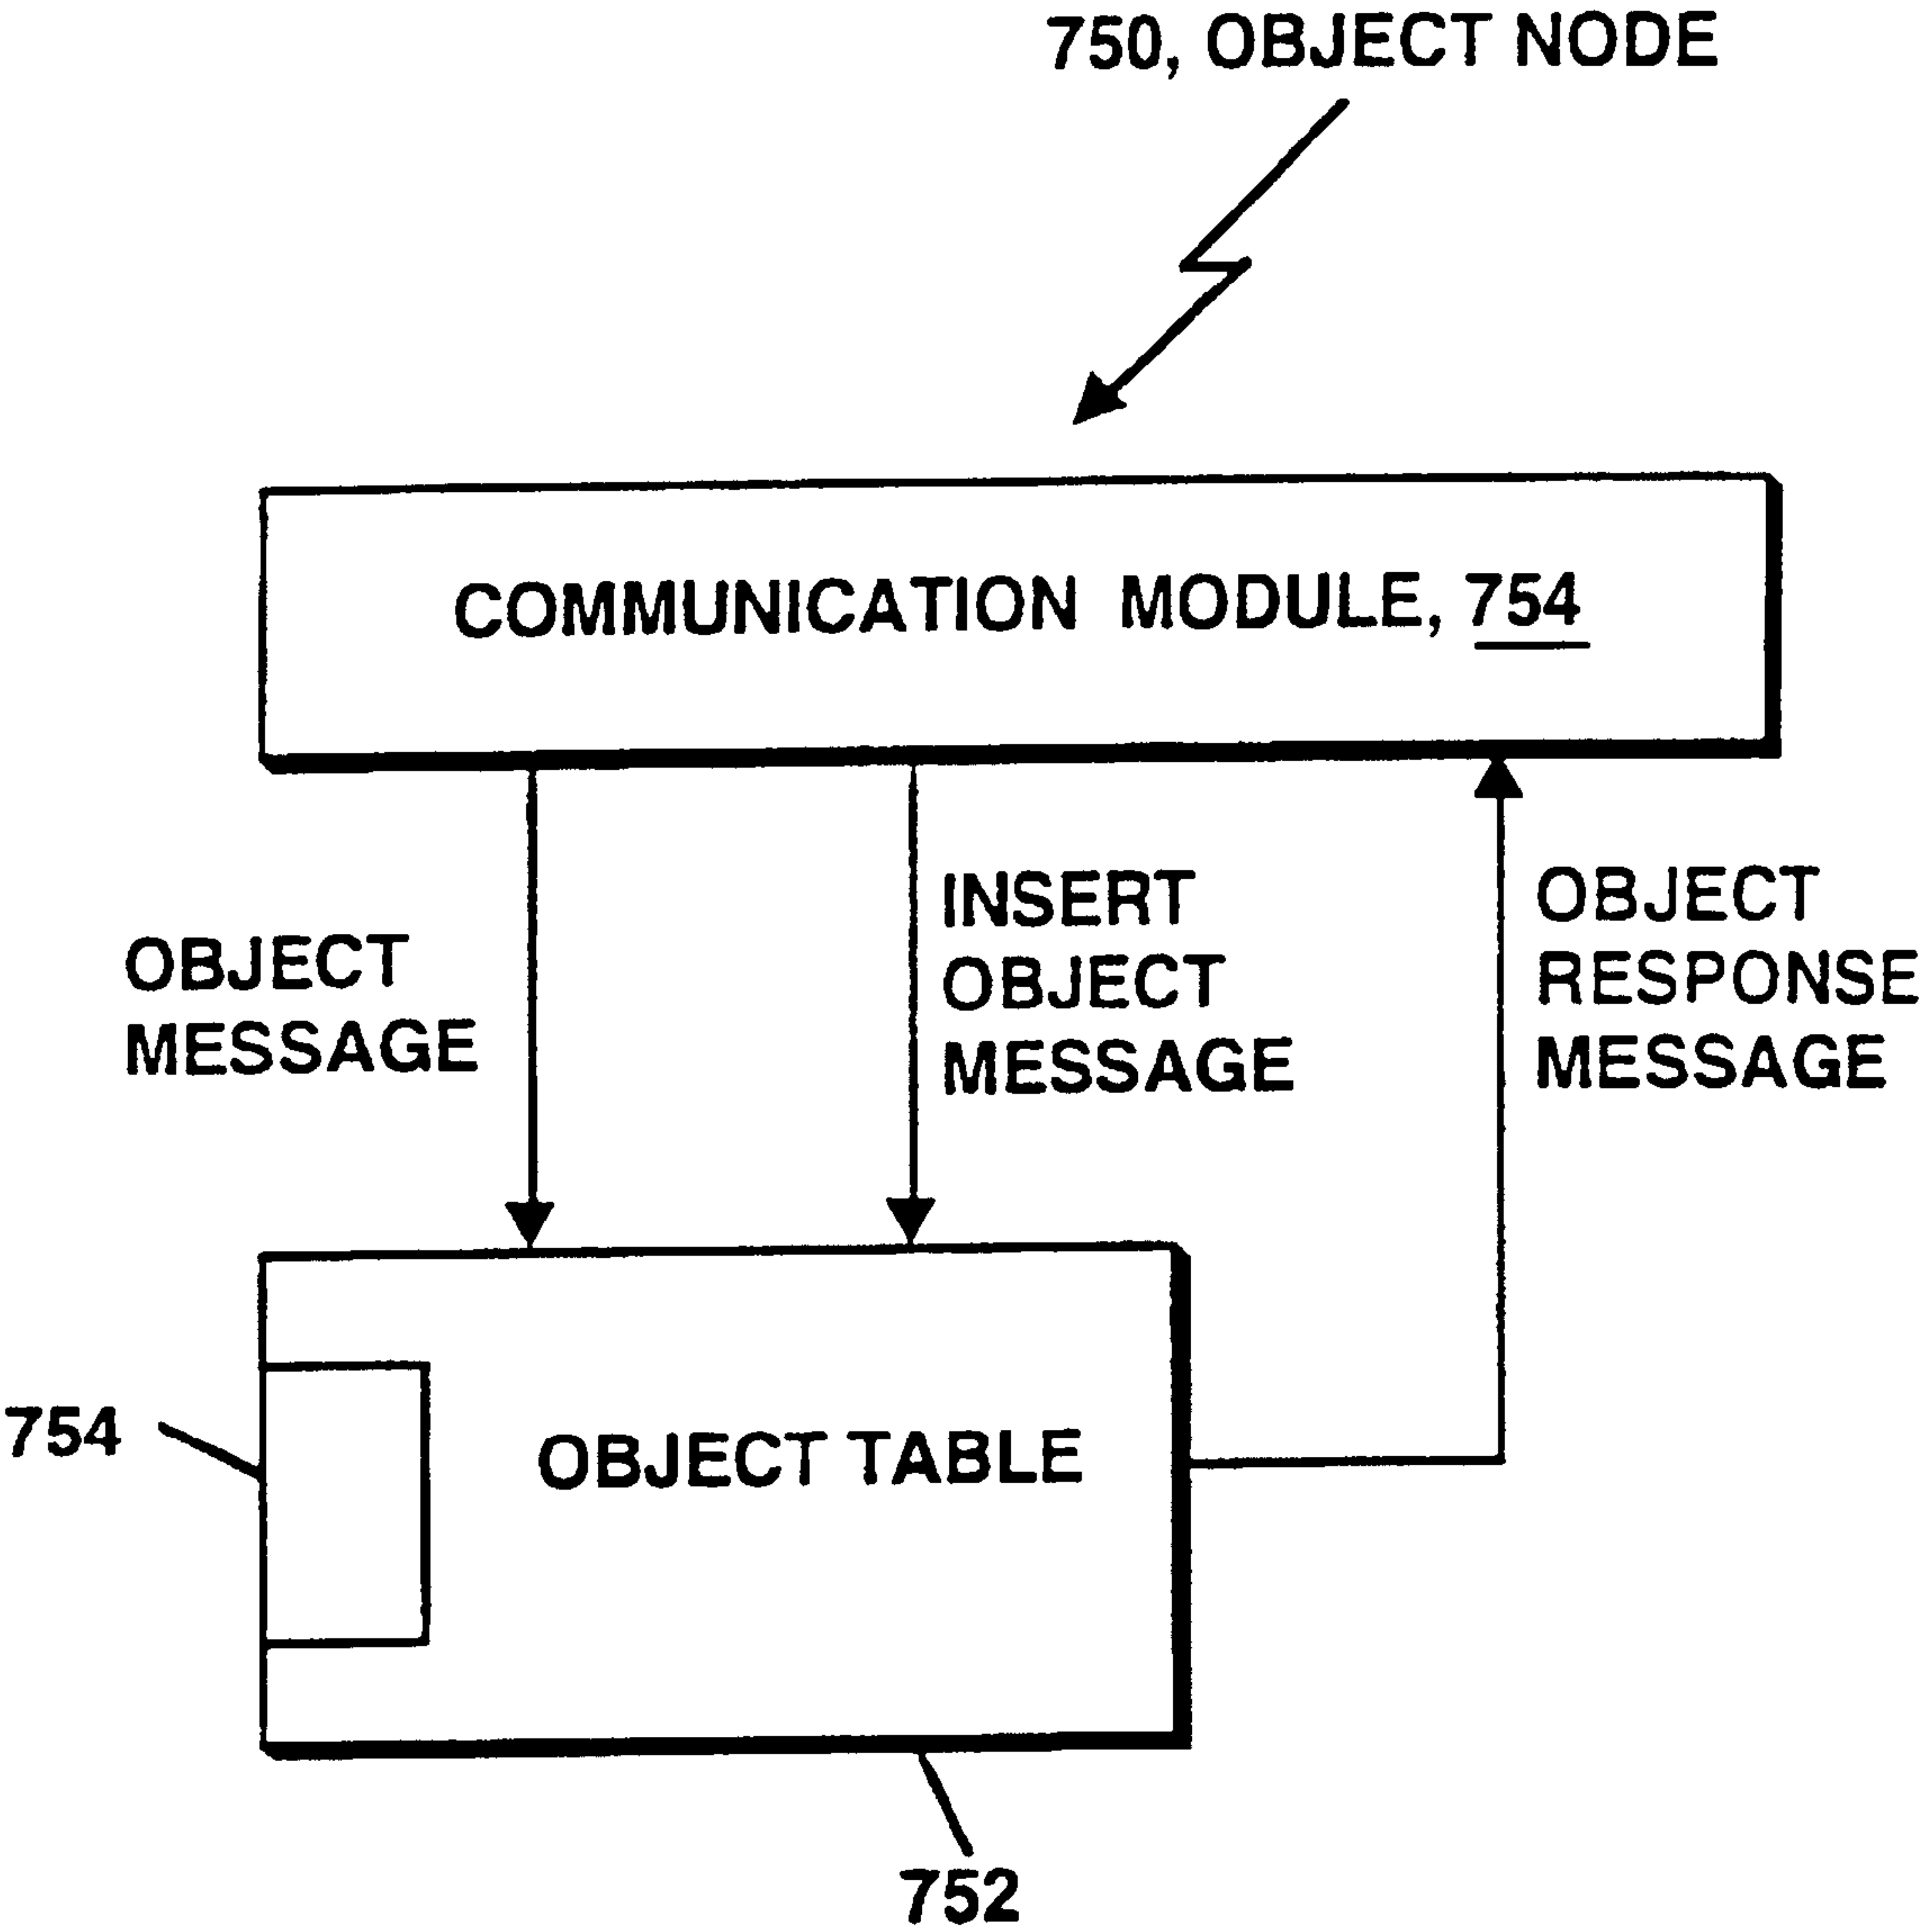 750, OBJECT NODE
COMMUNICATION MODULE, 754
OBJECT
MESSAGE
INSERT
OBJECT
MESSAGE
OBJECT
RESPONSE
MESSAGE
754
OBJECT TABLE
752